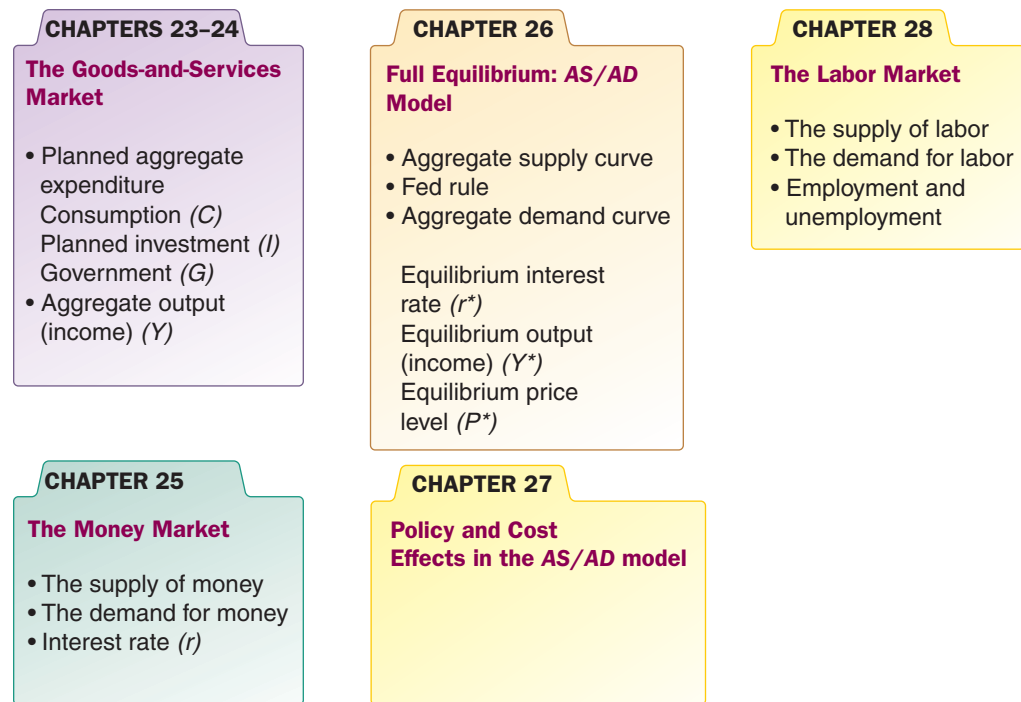 CHAPTERS 23–24
The Goods-and-Services
Market
• Planned aggregate
expenditure
Consumption (C)
Planned investment (I)
Government (G)
• Aggregate output
(income) (Y)
CHAPTER 26
Full Equilibrium: AS/AD
Model
• Aggregate supply curve
• Fed rule
• Aggregate demand curve
Equilibrium interest
rate (r*)
Equilibrium output
(income) (Y*)
Equilibrium price
level (P*)
CHAPTER 28
The Labor Market
• The supply of labor
• The demand for labor
• Employment and
unemployment
CHAPTER 25
The Money Market
• The supply of money
• The demand for money
• Interest rate (r)
CHAPTER 27
Policy and Cost
Effects in the AS/AD model